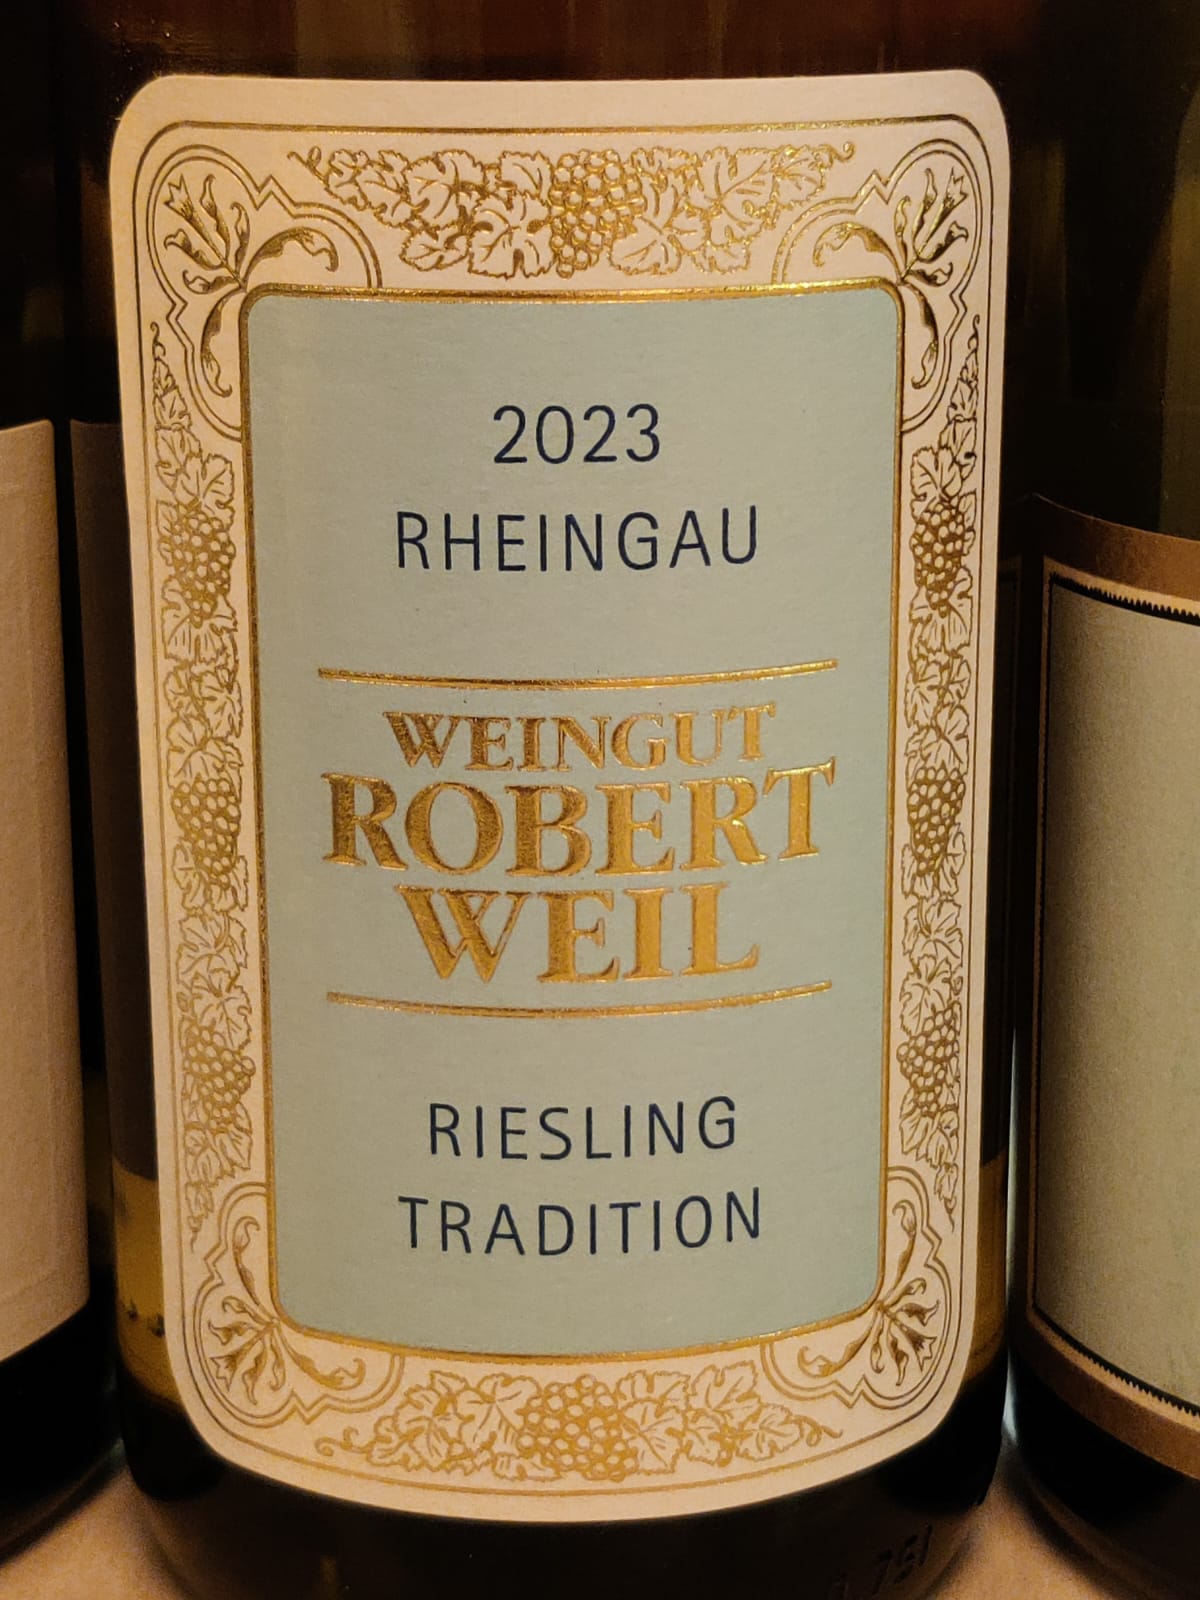 2023
RHEINGAU
WEINGUT
ROBERT
WEIL
RIESLING
TRADITION